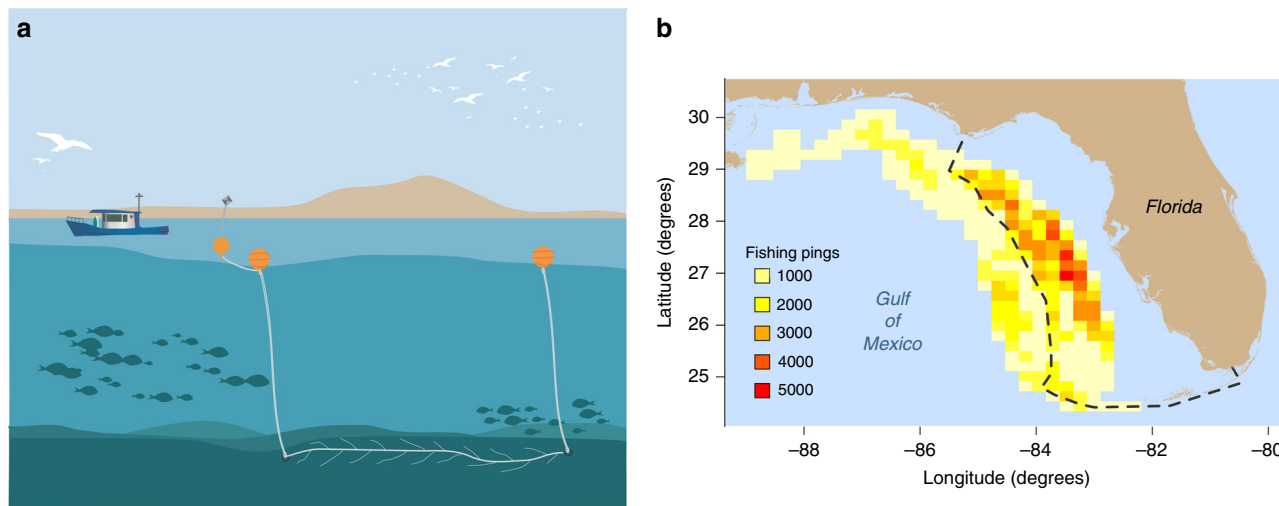 a
b
30
29
28
27
26
25
Latitude (degrees)
Fishing pings
1000
2000
3000
4000
5000
Gulf
of
Mexico
Florida
–88
–86
–84
–82
–80
Longitude (degrees)